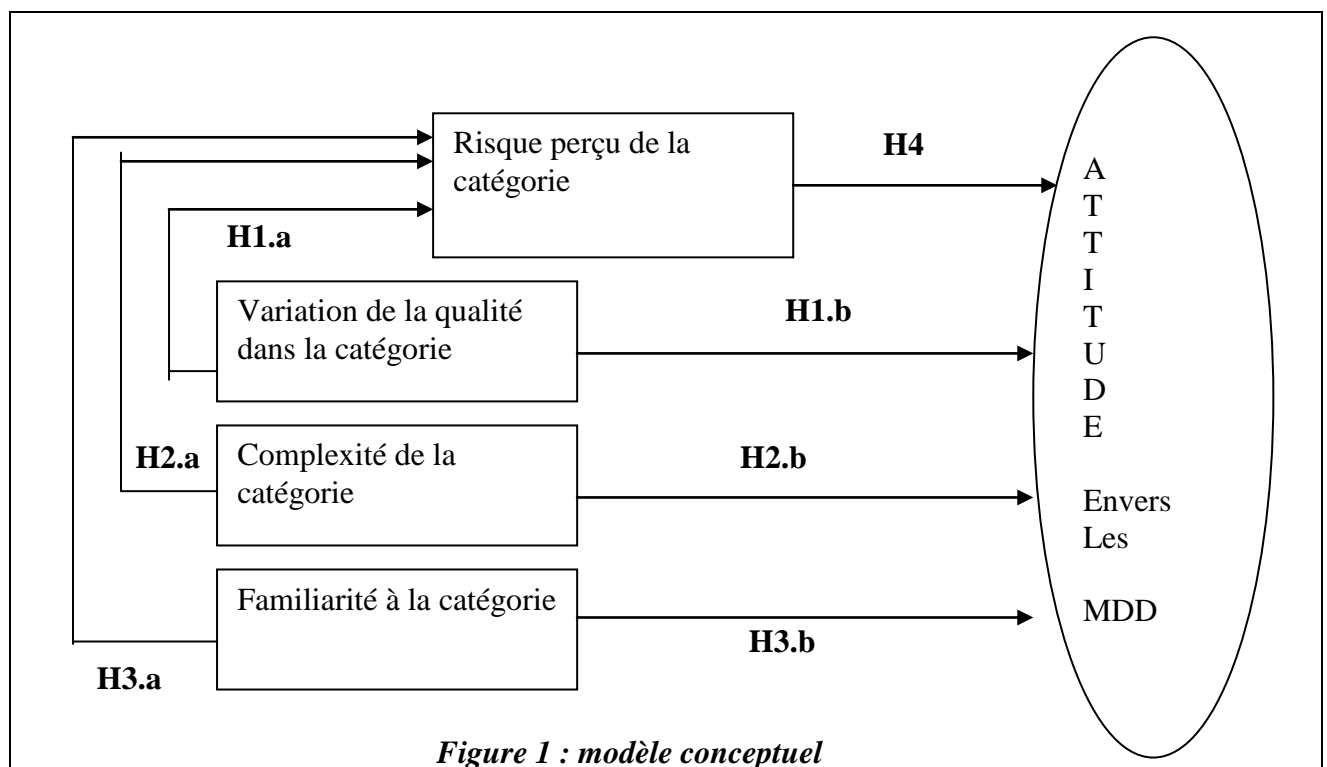 Risque perçu de la
catégorie
H4
H1.a
Variation de la qualité
dans la catégorie
H1.b
H2.a
Complexité de la
catégorie
H2.b
Familiarité à la catégorie
H3.b
H3.a
A
T
T
I
T
U
D
E
Envers
Les
MDD
Figure 1 : modèle conceptuel